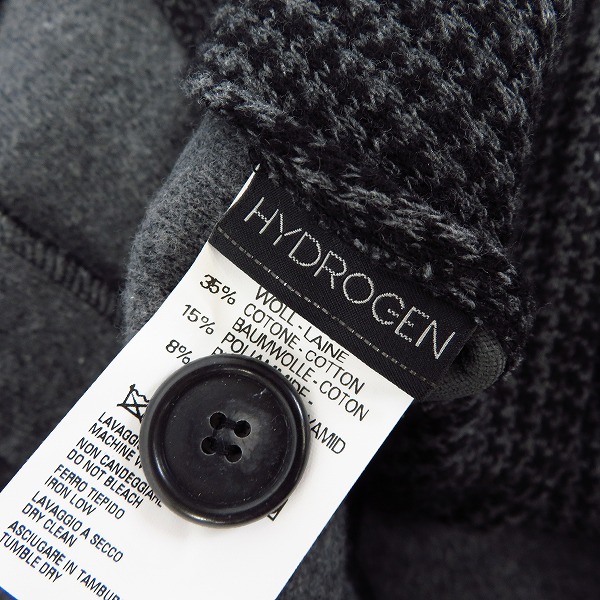 HYDROGEN
35% WOLL - LAINE
15% COTONE - COTTON
8% BAUMWOLLE - COTON
POLIAMMIDE -
LAVAGGIO
MACHINE
NON CANDEGGIARE
DO NOT BLEACH
FERRO TIEPIDO
IRON LOW
LAVAGGIO A SECCO
DRY CLEAN
ASCIUGARE IN TAMBUR
TUMBLE DRY